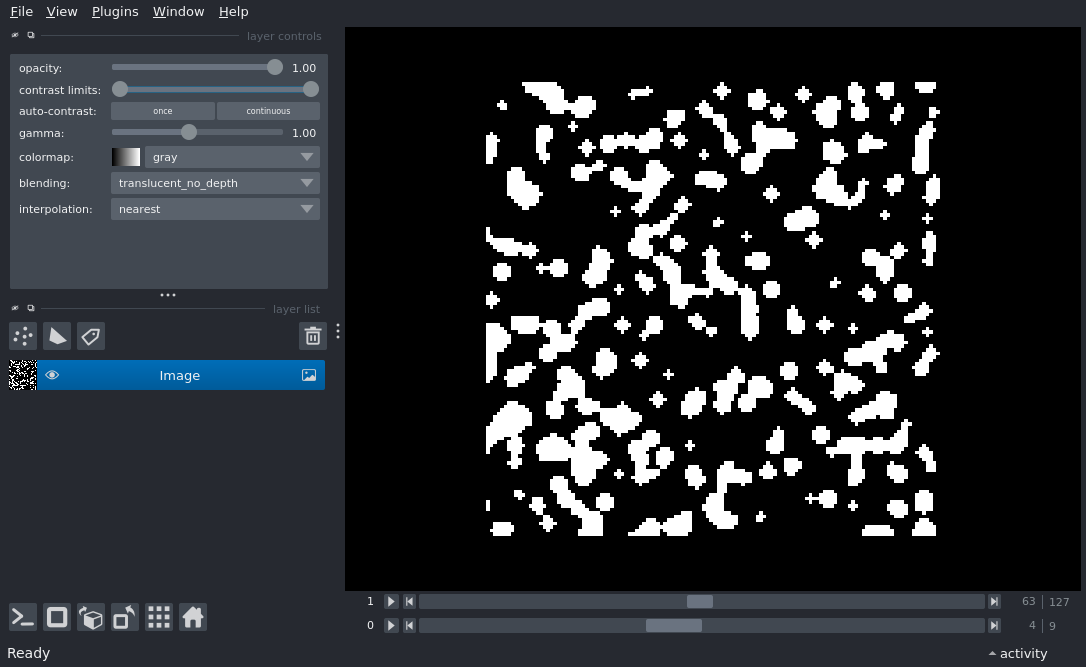 File View Plugins Window Help
layer controls
opacity: 1.00
contrast limits:
auto-contrast: once continuous
gamma: 1.00
colormap: gray
blending: translucent_no_depth
interpolation: nearest
layer list
Image
1 63 127
0 4 9
Ready activity